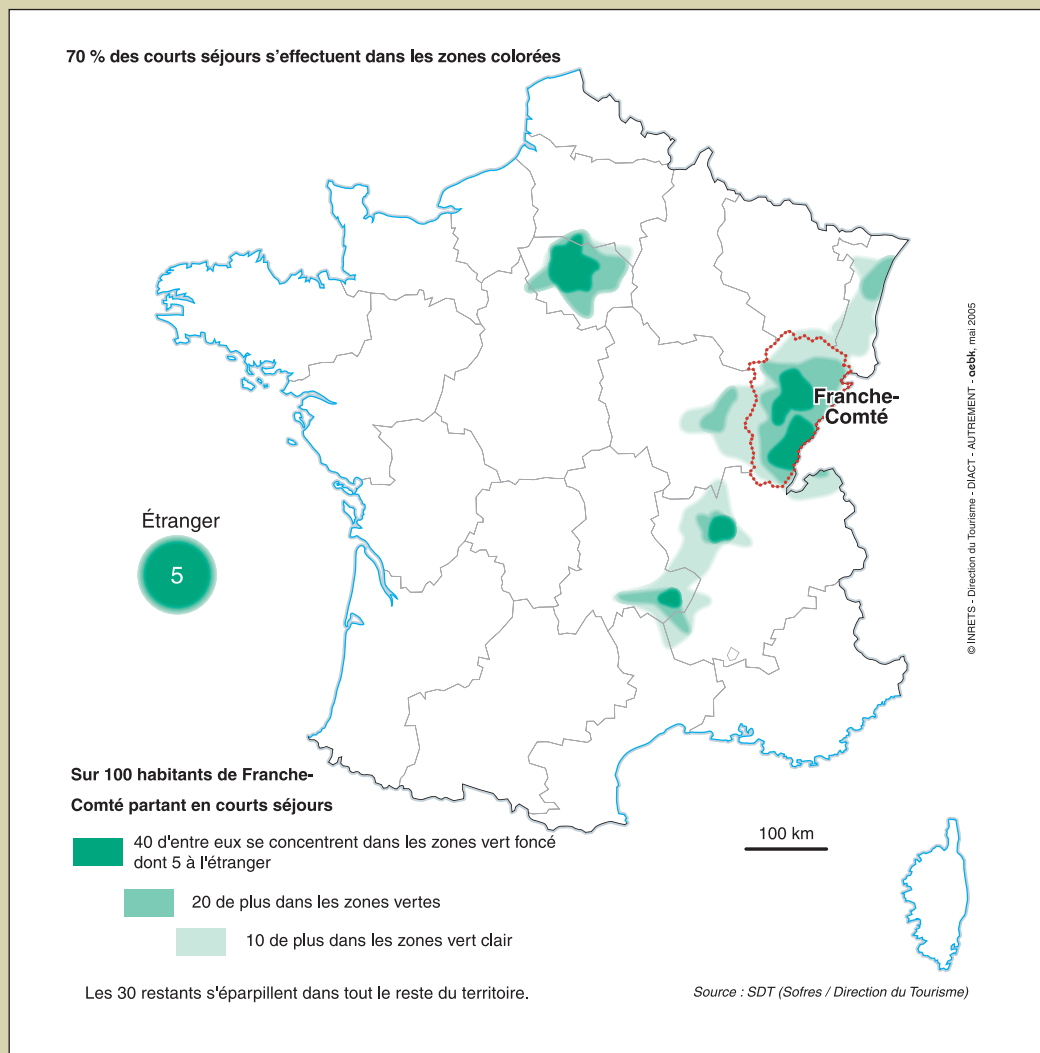 70 % des courts séjours s’effectuent dans les zones colorées
Franche-
Comté
Étranger
5
© INRETS - Direction du Tourisme - DIACT - AUTREMENT - aebk, mai 2005
Sur 100 habitants de Franche-
Comté partant en courts séjours
40 d'entre eux se concentrent dans les zones vert foncé
dont 5 à l'étranger
20 de plus dans les zones vertes
10 de plus dans les zones vert clair
Les 30 restants s'éparpillent dans tout le reste du territoire.
100 km
Source : SDT (Sofres / Direction du Tourisme)